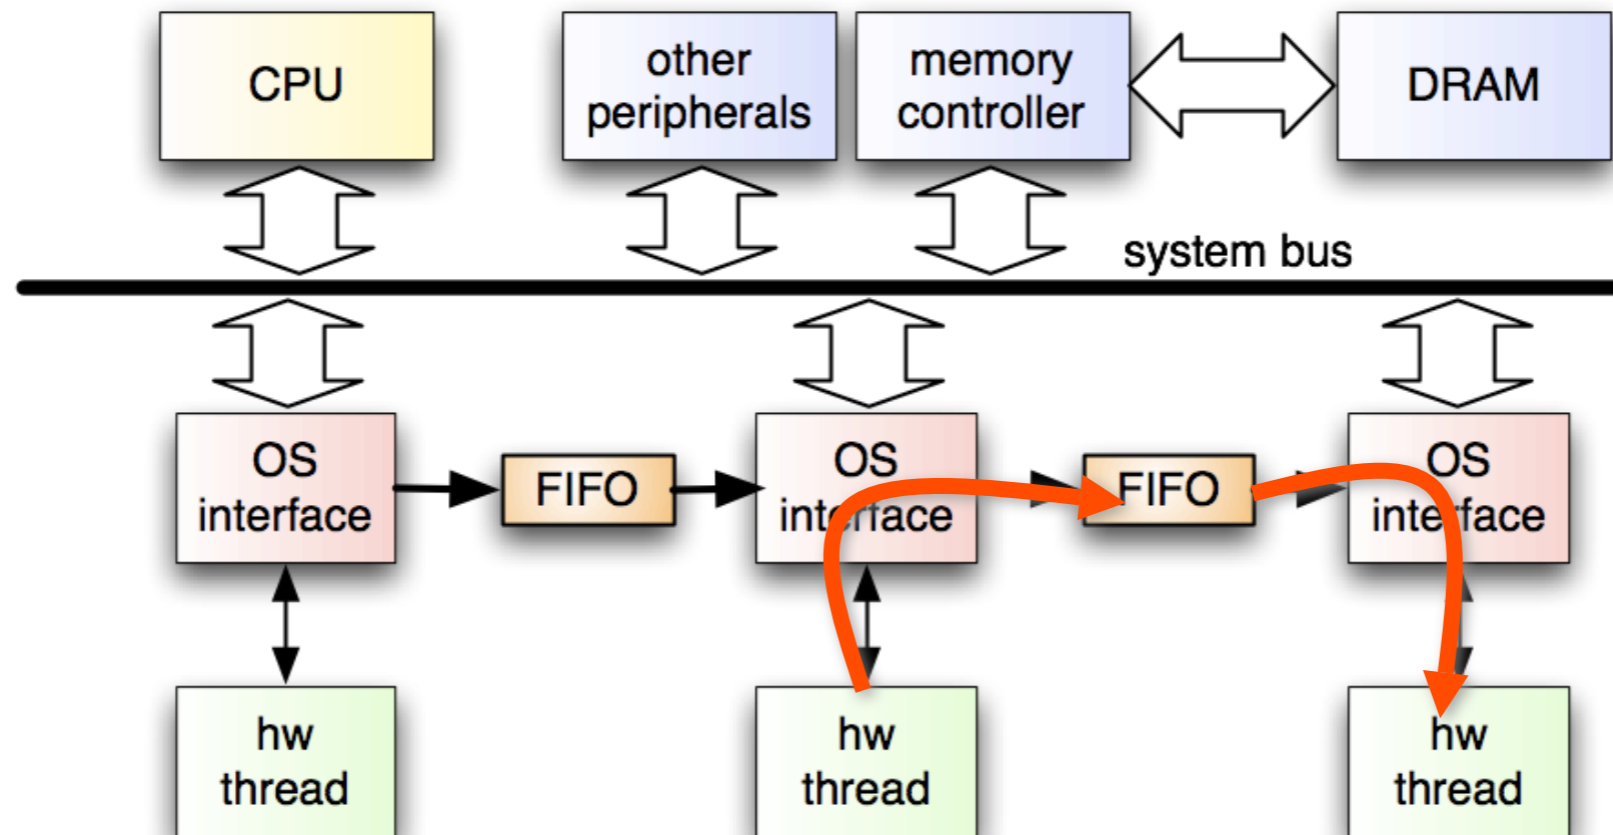 CPU
other
peripherals
memory
controller
DRAM
system bus
OS
interface
FIFO
OS
interface
FIFO
OS
interface
hw
thread
hw
thread
hw
thread